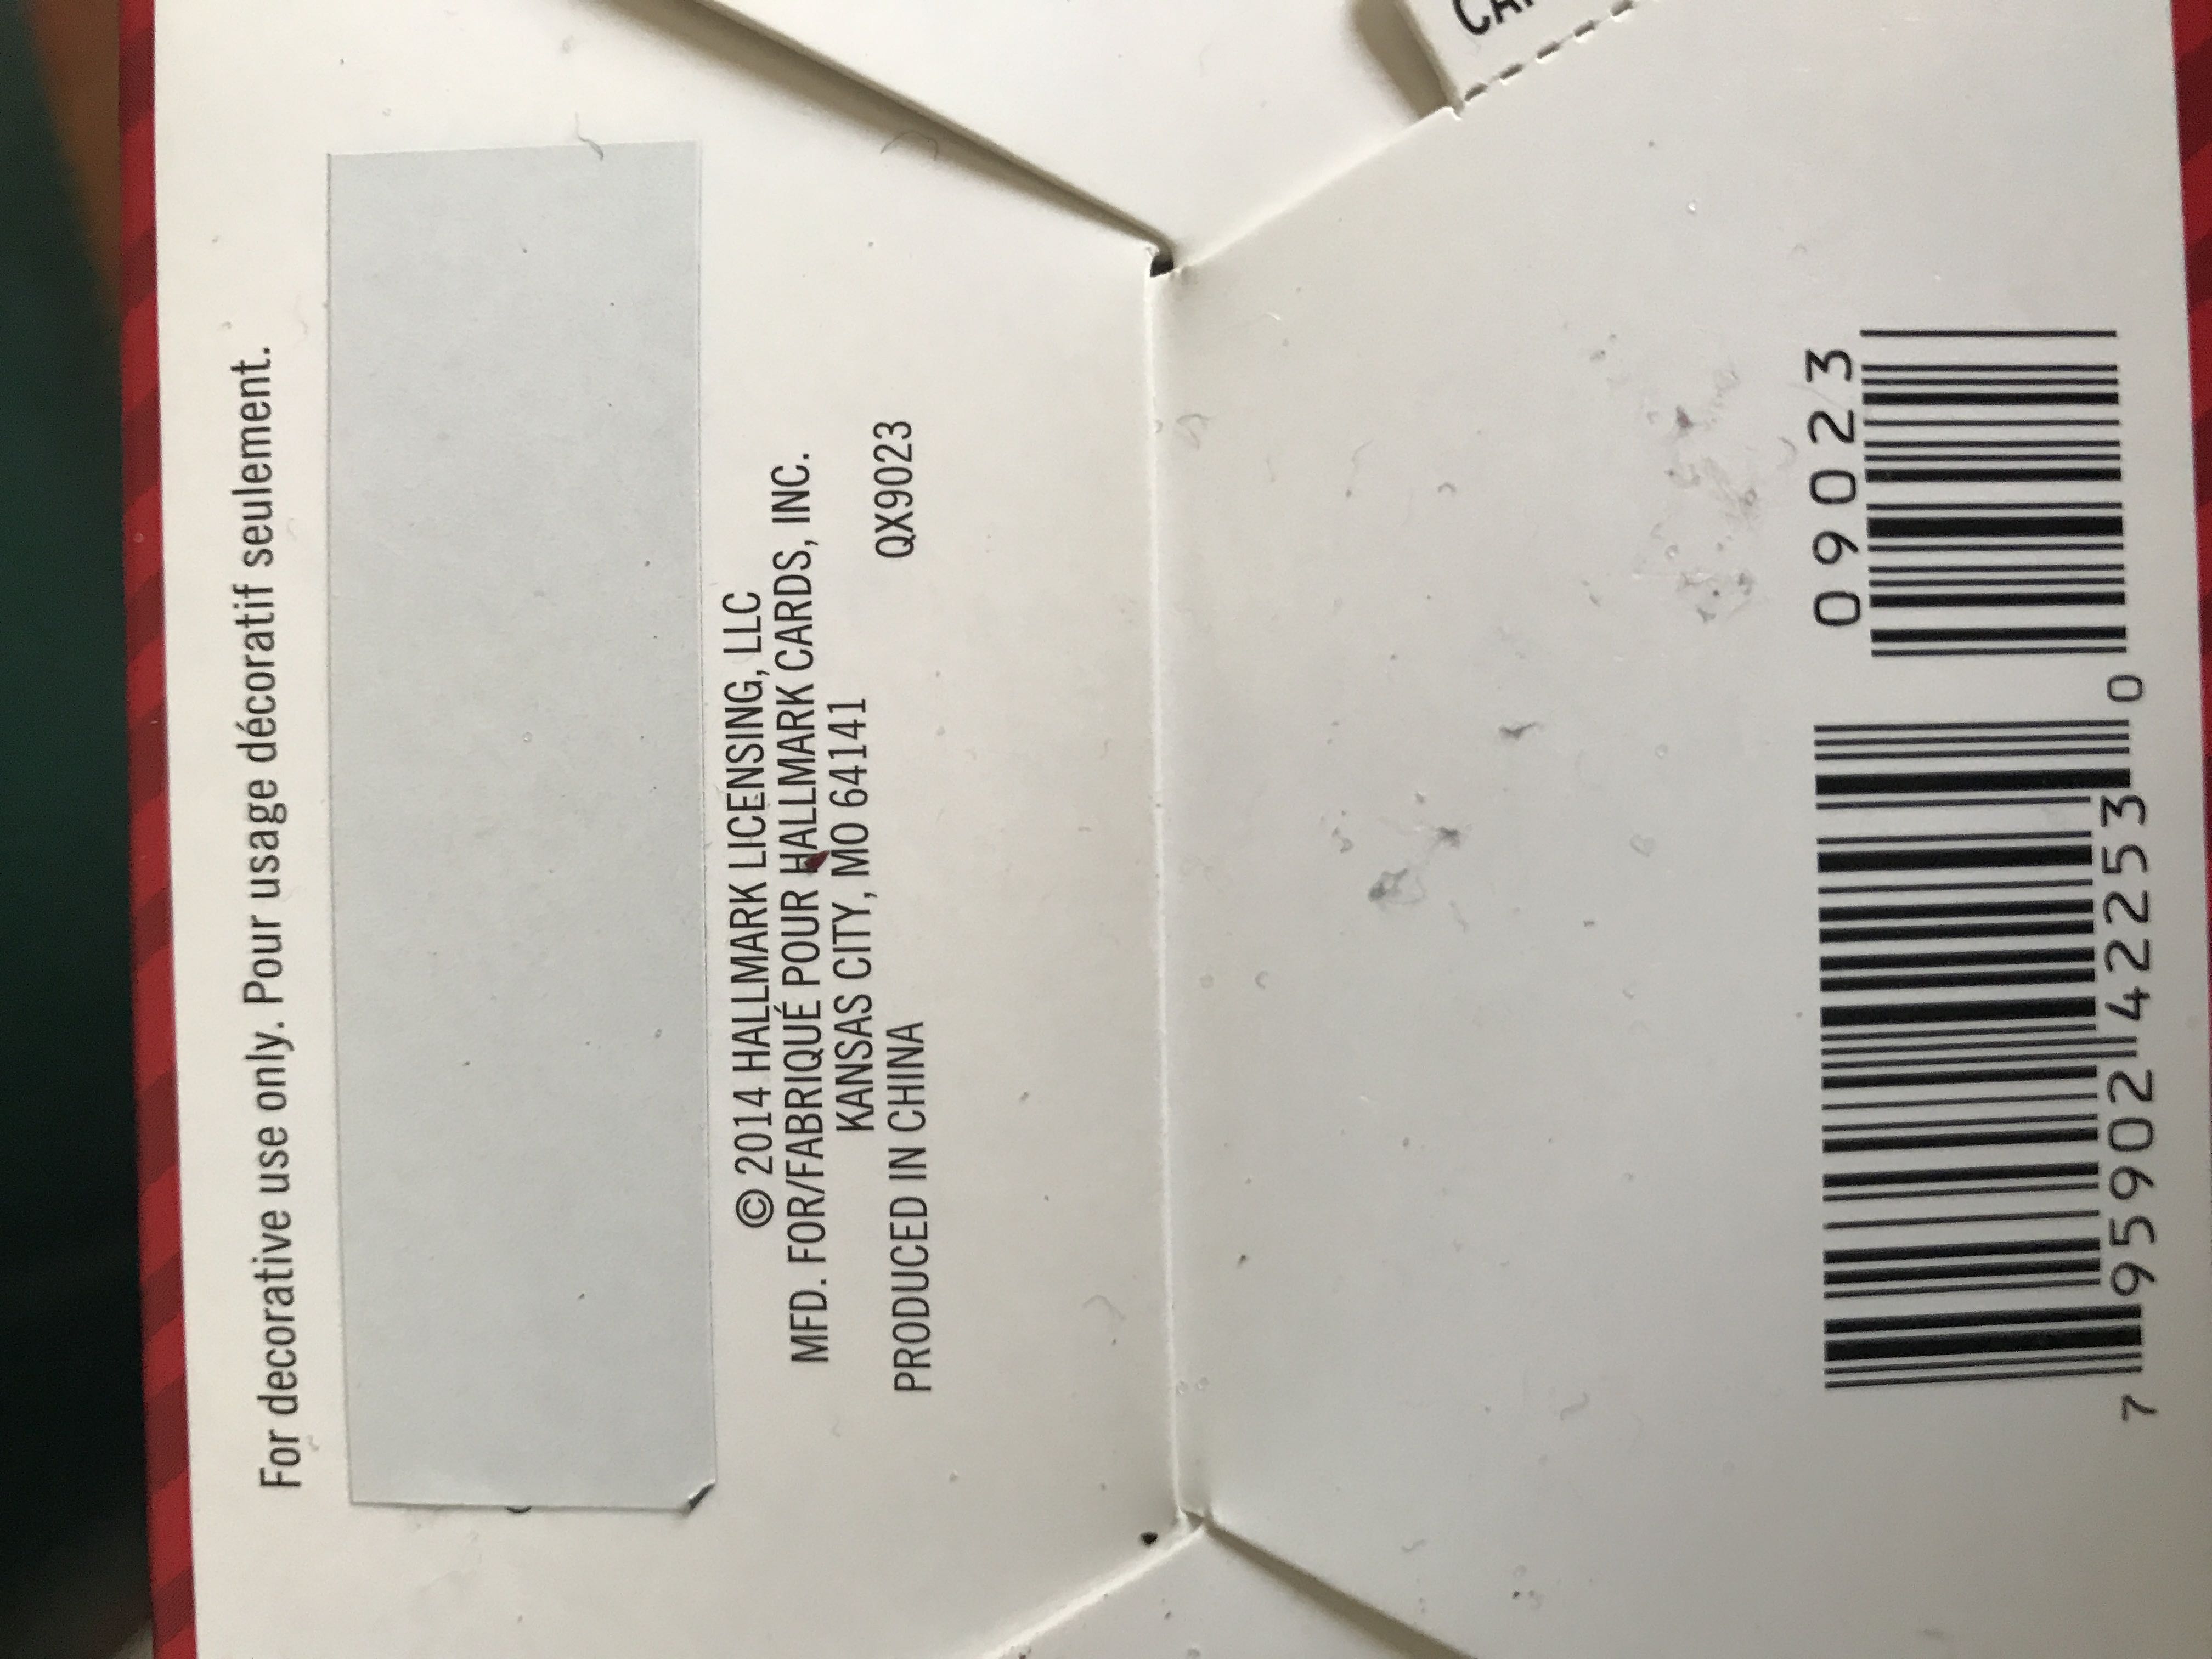 For decorative use only. Pour usage décoratif seulement.
© 2014 HALLMARK LICENSING, LLC
MFD. FOR/FABRIQUÉ POUR HALLMARK CARDS, INC.
KANSAS CITY, MO 64141
PRODUCED IN CHINA QX9023
09023
7 95902 42253 0